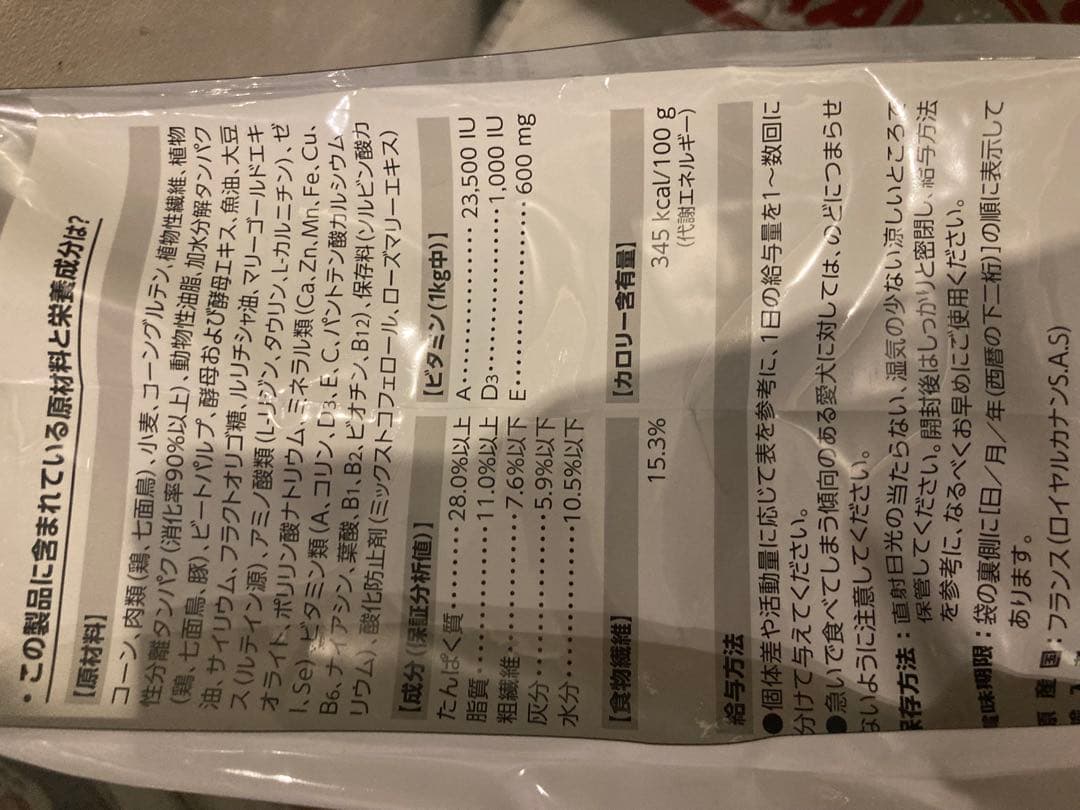 ・この製品に含まれている原材料と栄養成分は?
【原材料】
コーン、肉類(鶏、七面鳥)、小麦、コーングルテン、植物性繊維、植物
性分離タンパク(消化率90%以上)、動物性油脂、加水分解タンパク
(鶏、七面鳥、豚)、ビートパルプ、酵母および酵母エキス、魚油、大豆
油、サイリウム、フラクトオリゴ糖、ルリチシャ油、マリーゴールドエキ
ス(ルテイン源)、アミノ酸類(L-リジン、タウリン、L-カルニチン)、ゼ
オライト、ポリリン酸ナトリウム、ミネラル類(Ca、Zn、Mn、Fe、Cu、
I、Se)、ビタミン類(A、コリン、D3、E、C、パントテン酸カルシウム、
B6、ナイアシン、葉酸、B1、B2、ビオチン、B12)、保存料(ソルビン酸カ
リウム)、酸化防止剤(ミックストコフェロール、ローズマリーエキス)
【成分(保証分析値)】
たんぱく質‥‥‥28.0%以上
脂質‥‥‥‥‥‥11.0%以上
粗繊維‥‥‥‥‥‥7.6%以下
灰分‥‥‥‥‥‥5.9%以下
水分‥‥‥‥‥‥10.5%以下
【ビタミン(1kg中)】
A‥‥‥‥‥‥23,500 IU
D3‥‥‥‥‥‥1,000 IU
E‥‥‥‥‥‥600 mg
【食物繊維】
15.3%
【カロリー含有量】
345 kcal/100 g
(代謝エネルギー)
給与方法
●個体差や活動量に応じて表を参考に、1日の給与量を1〜数回に
分けて与えてください。
●急いで食べてしまう傾向のある愛犬に対しては、のどにつまらせ
ないように注意してください。
保存方法:直射日光の当たらない、湿気の少ない涼しいところで
保管してください。開封後はしっかりと密閉し、給与方法
を参考に、なるべくお早めにご使用ください。
賞味期限:袋の裏側に[日/月/年(西暦の下二桁)]の順に表示して
あります。
原産国:フランス(ロイヤルカナンS.A.S)